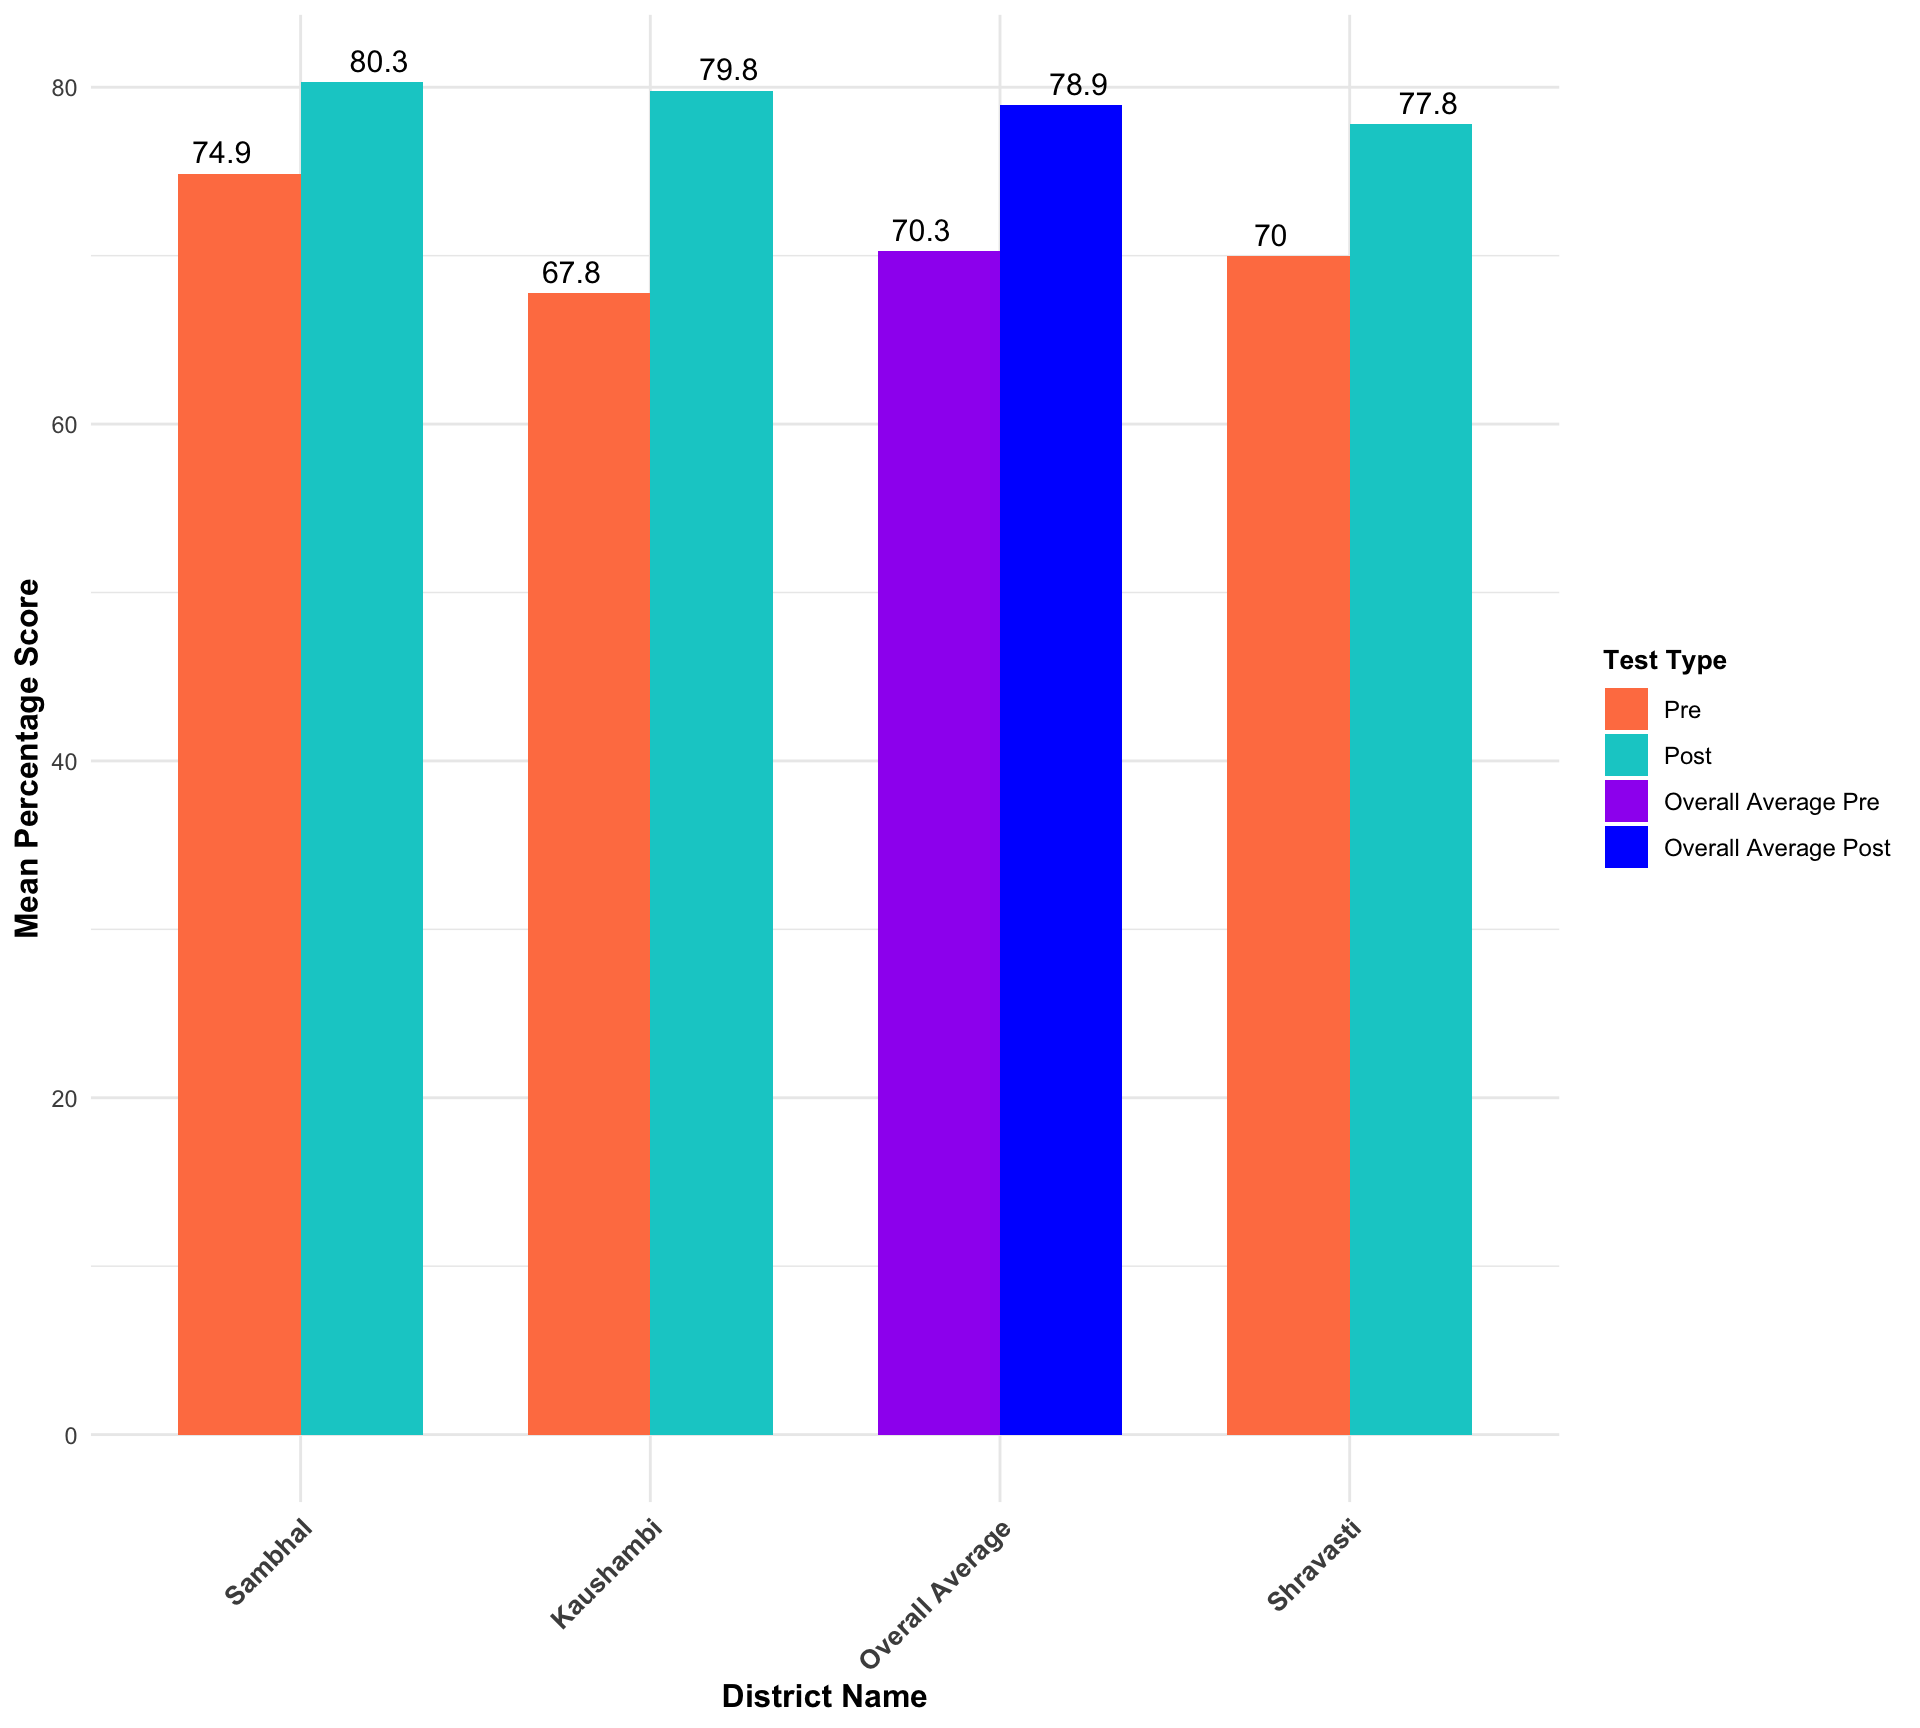 80.3
79.8
78.9
77.8
74.9
70.3
70
67.8
80
60
40
20
0
Mean Percentage Score
Sambhal
Kaushambi
Overall Average
Shravasti
District Name
Test Type
Pre
Post
Overall Average Pre
Overall Average Post